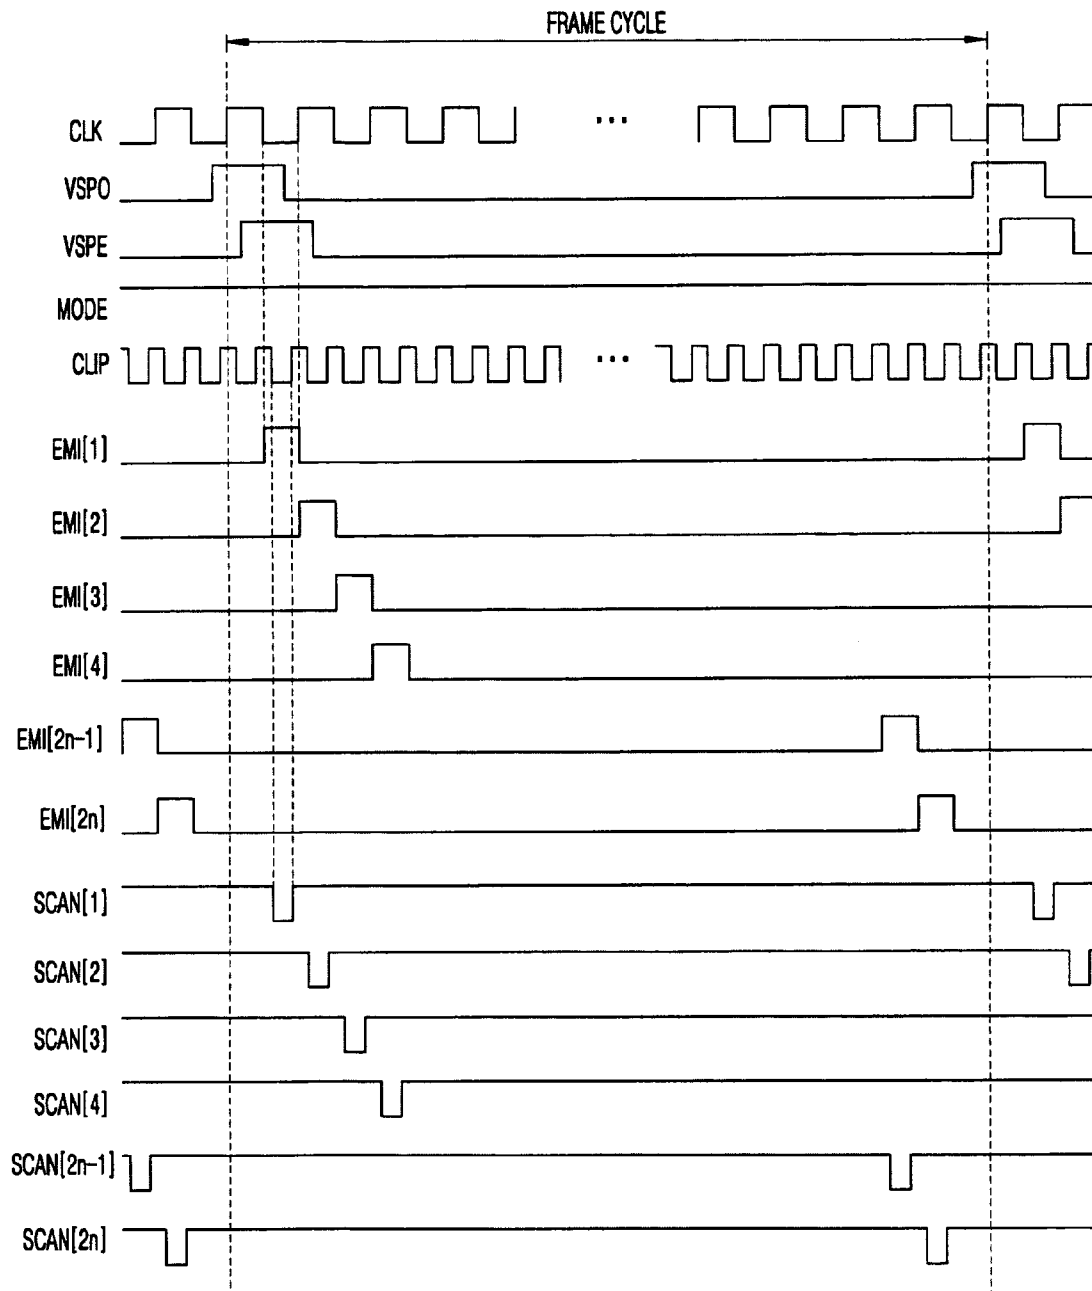 FRAME CYCLE
CLK
...
VSPO
VSPE
MODE
CLIP
...
EMI[1]
EMI[2]
EMI[3]
EMI[4]
EMI[2n-1]
EMI[2n]
SCAN[1]
SCAN[2]
SCAN[3]
SCAN[4]
SCAN[2n-1]
SCAN[2n]